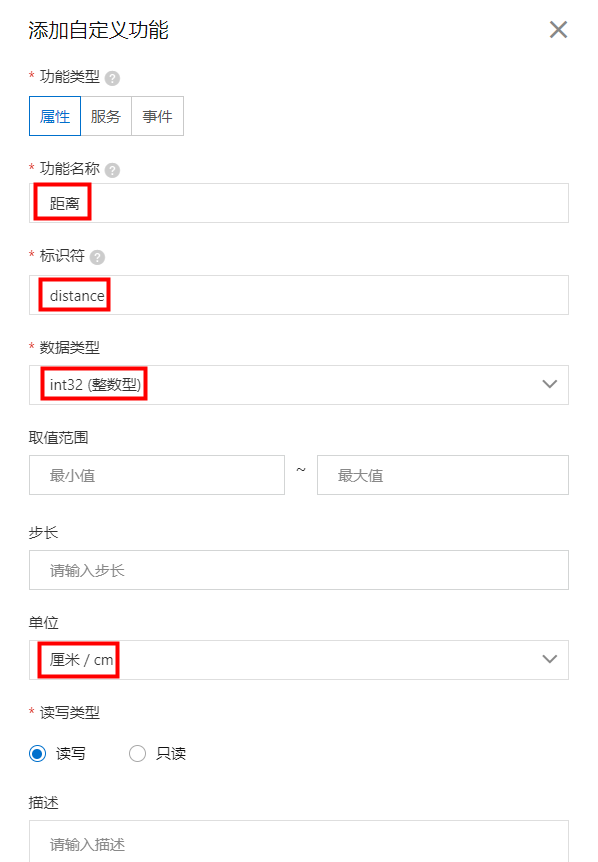 添加自定义功能
* 功能类型 ?
属性 服务 事件
* 功能名称 ?
距离
* 标识符 ?
distance
* 数据类型
int32 (整数型)
取值范围
最小值 ~ 最大值
步长
请输入步长
单位
厘米 / cm
* 读写类型
读写 只读
描述
请输入描述